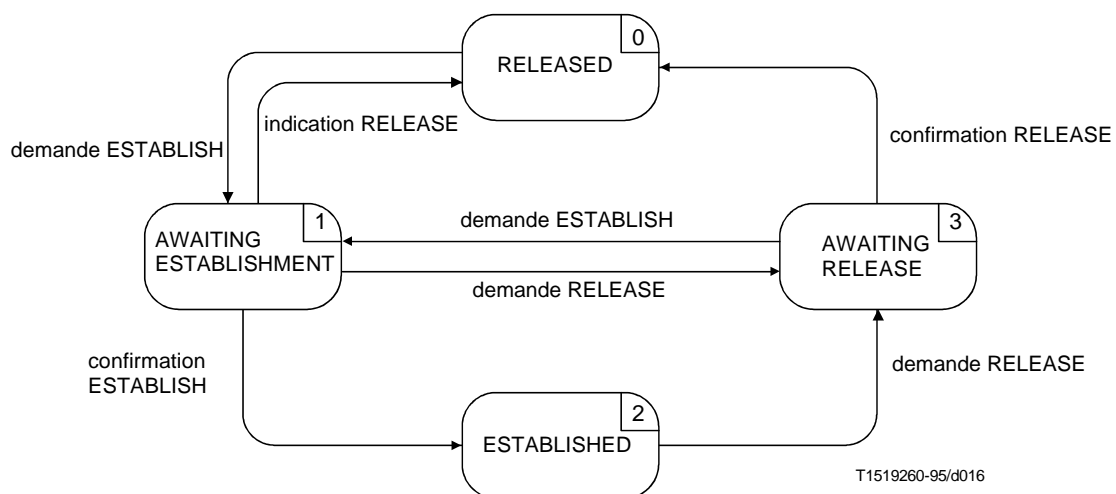 0
RELEASED
indication RELEASE
confirmation RELEASE
demande ESTABLISH
1
demande ESTABLISH
3
AWAITING
ESTABLISHMENT
AWAITING
RELEASE
demande RELEASE
confirmation
ESTABLISH
demande RELEASE
2
ESTABLISHED
T1519260-95/d016